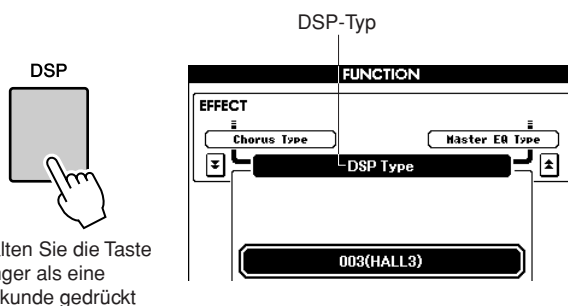 DSP-Typ
DSP
FUNCTION
EFFECT
Chorus Type
Master EQ Type
DSP Type
003(HALL3)
lten Sie die Taste
nger als eine
kunde gedrückt